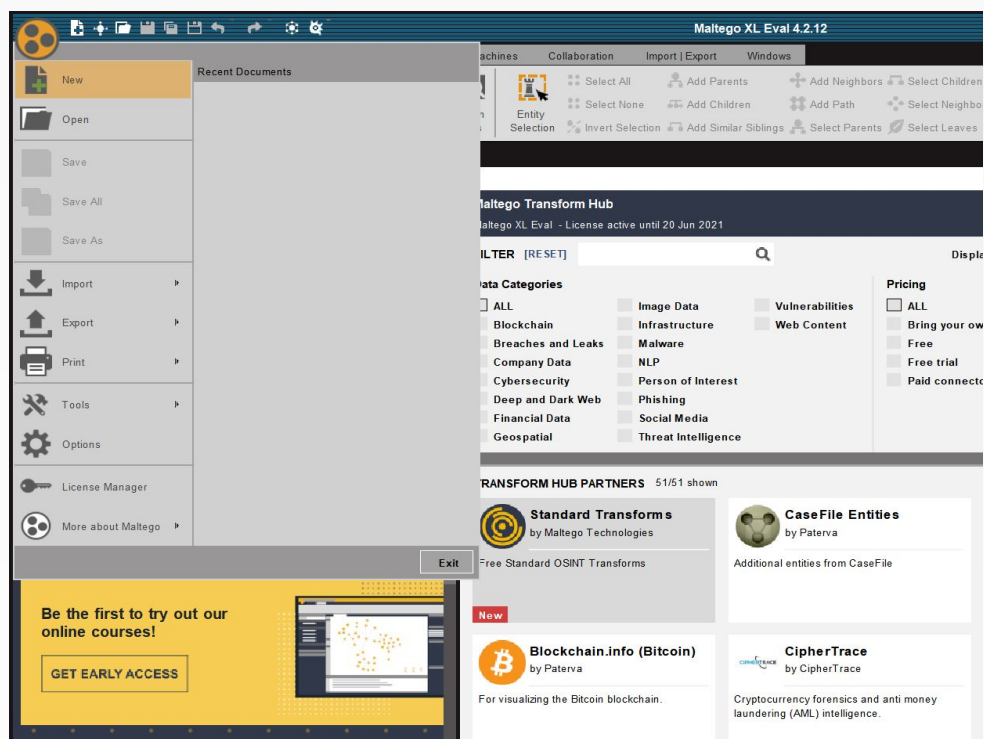 Maltego XL Eval 4.2.12
Collaboration Import | Export Windows
Select All Add Parents Add Neighbors Select Children
Select None Add Children Add Path
Entity
Selection Invert Selection Add Similar Siblings Select Parents Select Leaves
New
Recent Documents
Open
Save
Save All
Save As
Import
Export
Print
Tools
Options
License Manager
More about Maltego
Exit
Transform Hub
XL Eval - License active until 20 Jun 2021
[RESET]
Categories
ALL
Blockchain
Breaches and Leaks
Company Data
Cybersecurity
Deep and Dark Web
Financial Data
Geospatial
Image Data
Infrastructure
Malware
NLP
Person of Interest
Phishing
Social Media
Threat Intelligence
Vulnerabilities
Web Content
Pricing
ALL
Bring your
Free
Free trial
Paid
HUB PARTNERS 51/51 shown
Standard Transforms
by Maltego Technologies
Free Standard OSINT Transforms
New
CaseFile Entities
by Paterva
Additional entities from CaseFile
Blockchain.info (Bitcoin)
by Paterva
For visualizing the Bitcoin blockchain.
CIPHERTRACE
CipherTrace
by CipherTrace
Cryptocurrency forensics and anti money
laundering (AML) intelligence.
Be the first to try out our
online courses!
GET EARLY ACCESS